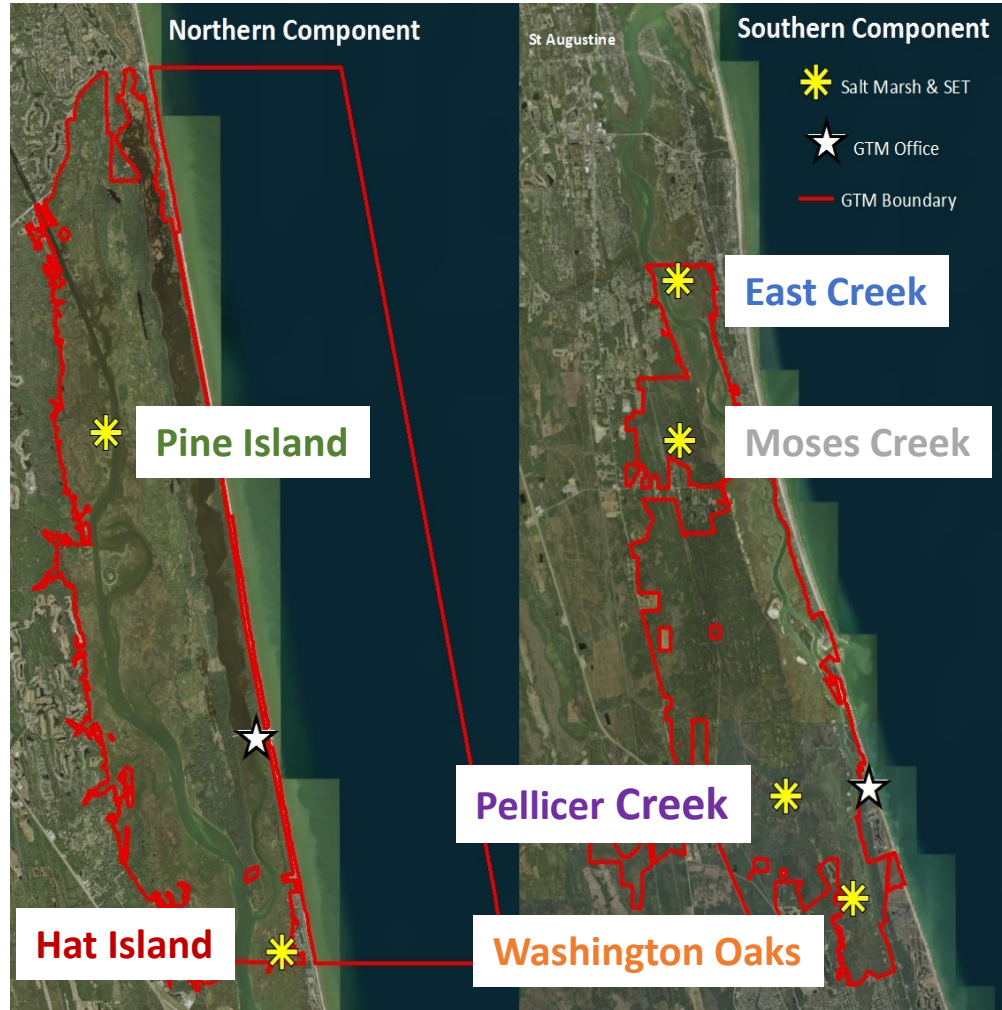 Northern Component
Southern Component
St Augustine
Salt Marsh & SET
GTM Office
GTM Boundary
East Creek
Pine Island
Moses Creek
Pellicer Creek
Hat Island
Washington Oaks